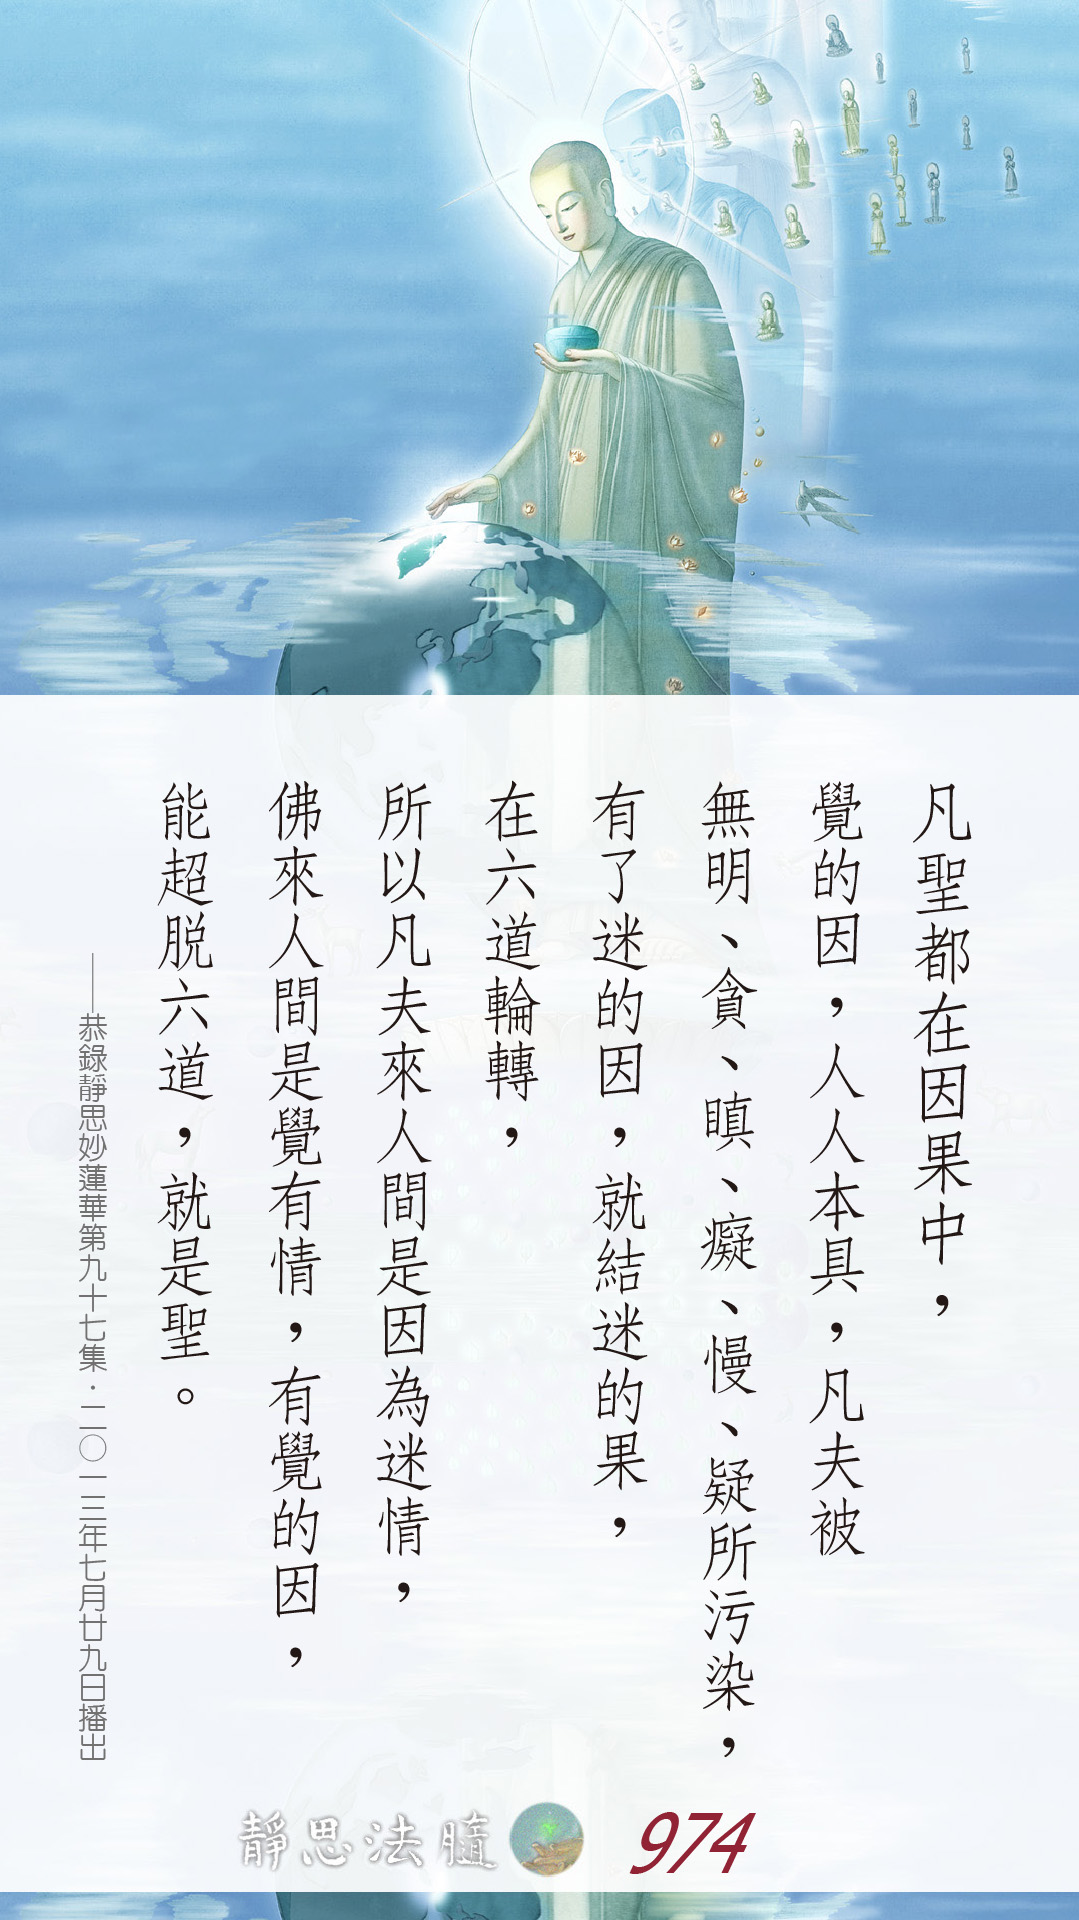 凡聖都在因果中，
覺的因，人人本具，凡夫被
無明、貪、瞋、癡、慢、疑所污染，
有了迷的因，就結迷的果，
在六道輪轉，
所以凡夫來人間是因為迷情，
佛來人間是覺有情，有覺的因，
能超脱六道，就是聖。
——恭錄靜思妙蓮華第九十七集．二〇一三年七月廿九日播出
靜思法髓
974